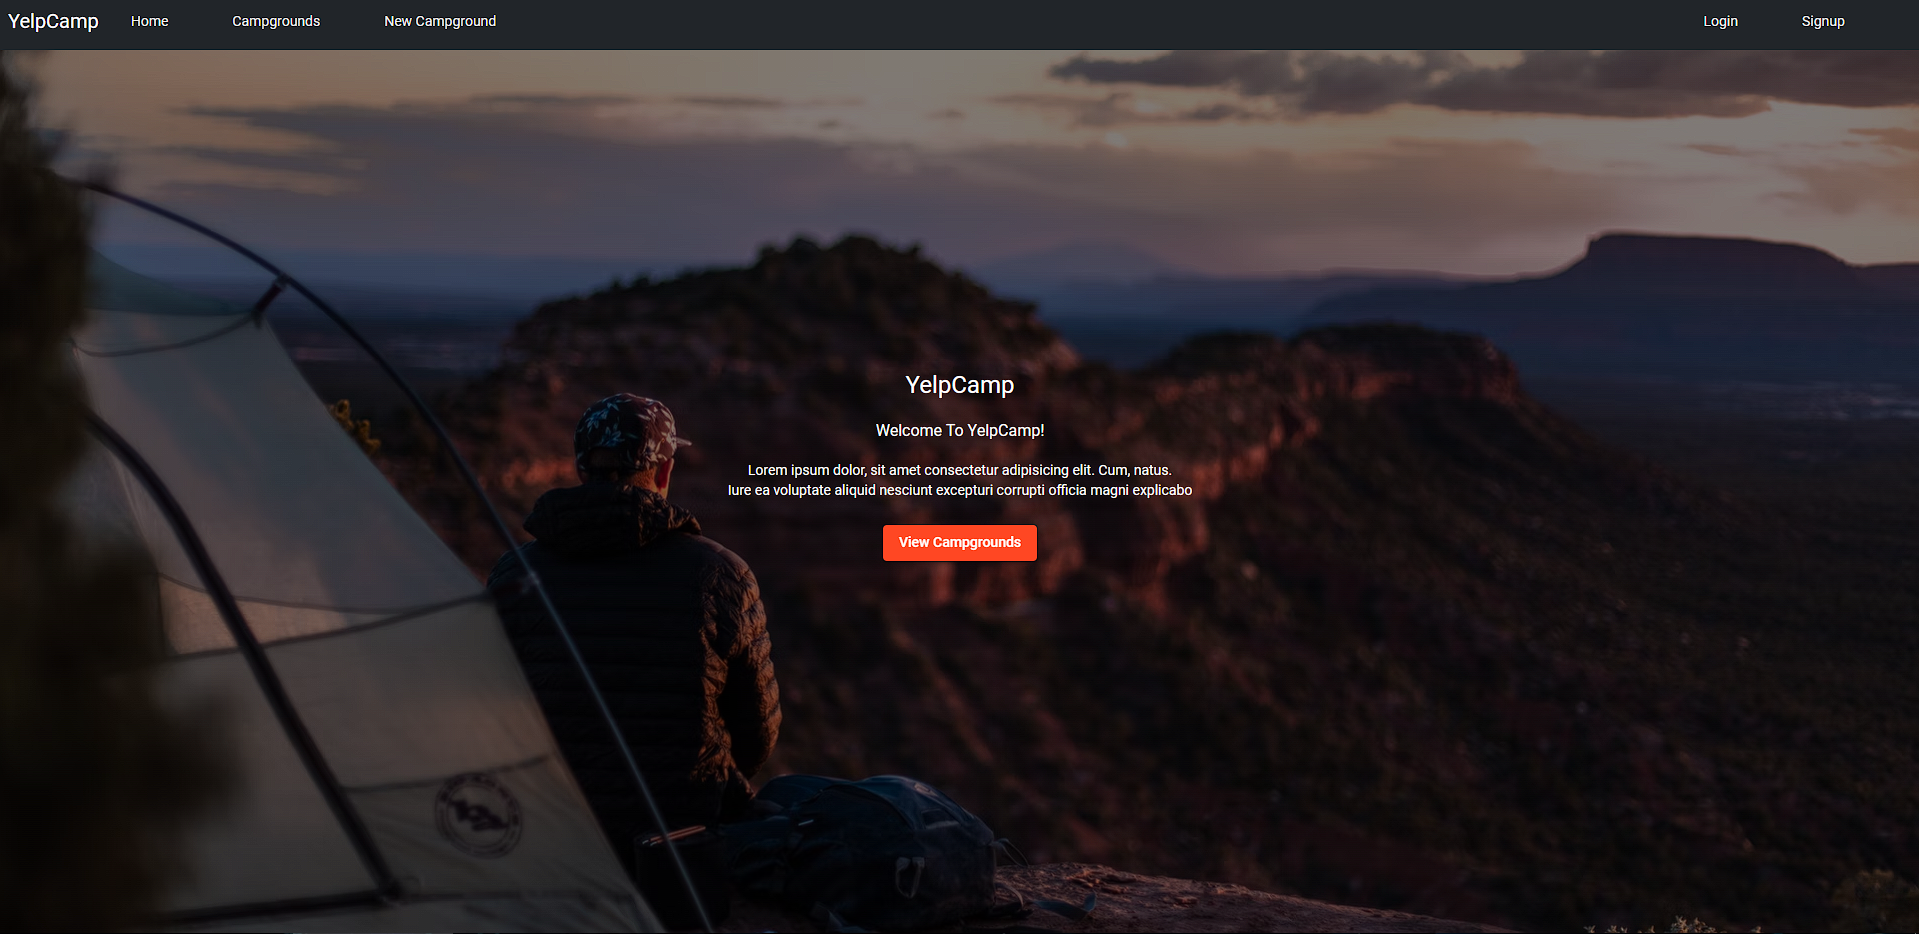 YelpCamp Home Campgrounds New Campground Login Signup
YelpCamp
Welcome To YelpCamp!
Lorem ipsum dolor, sit amet consectetur adipisicing elit. Cum, natus.
Iure ea voluptate aliquid nesciunt excepturi corrupti officia magni explicabo
View Campgrounds